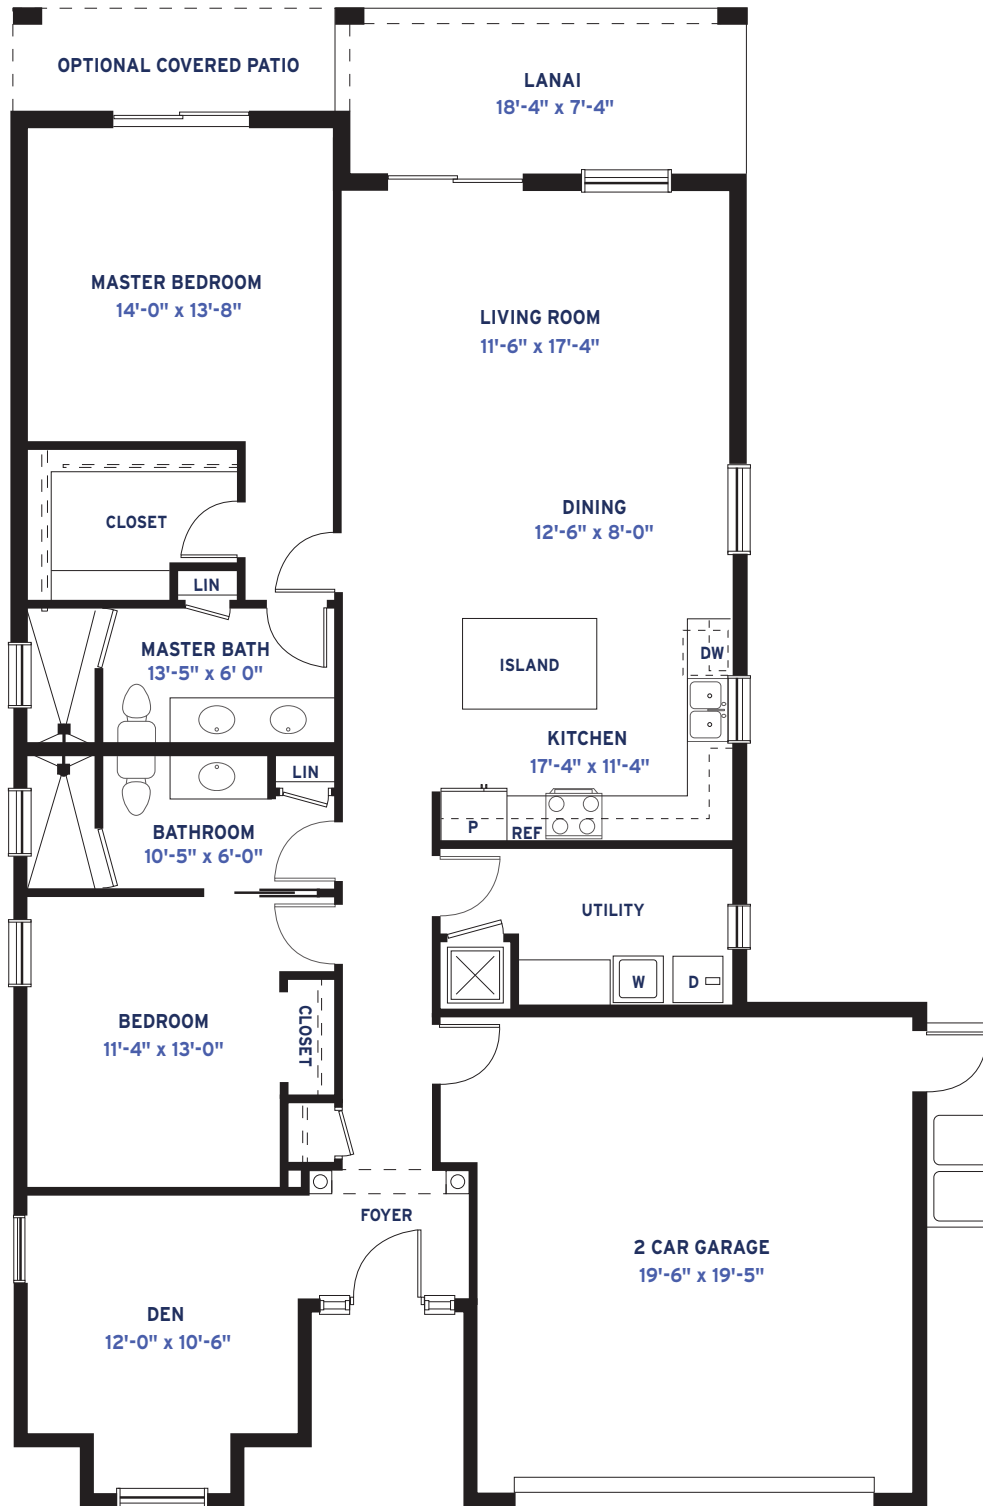 OPTIONAL COVERED PATIO
LANAI
18'-4" x 7'-4"
MASTER BEDROOM
14'-0" x 13'-8"
LIVING ROOM
11'-6" x 17'-4"
DINING
12'-6" x 8'-0"
CLOSET
LIN
MASTER BATH
13'-5" x 6' 0"
ISLAND
DW
KITCHEN
17'-4" x 11'-4"
LIN
P
REF
BATHROOM
10'-5" x 6'-0"
UTILITY
W
D
BEDROOM
11'-4" x 13'-0"
CLOSET
FOYER
2 CAR GARAGE
19'-6" x 19'-5"
DEN
12'-0" x 10'-6"